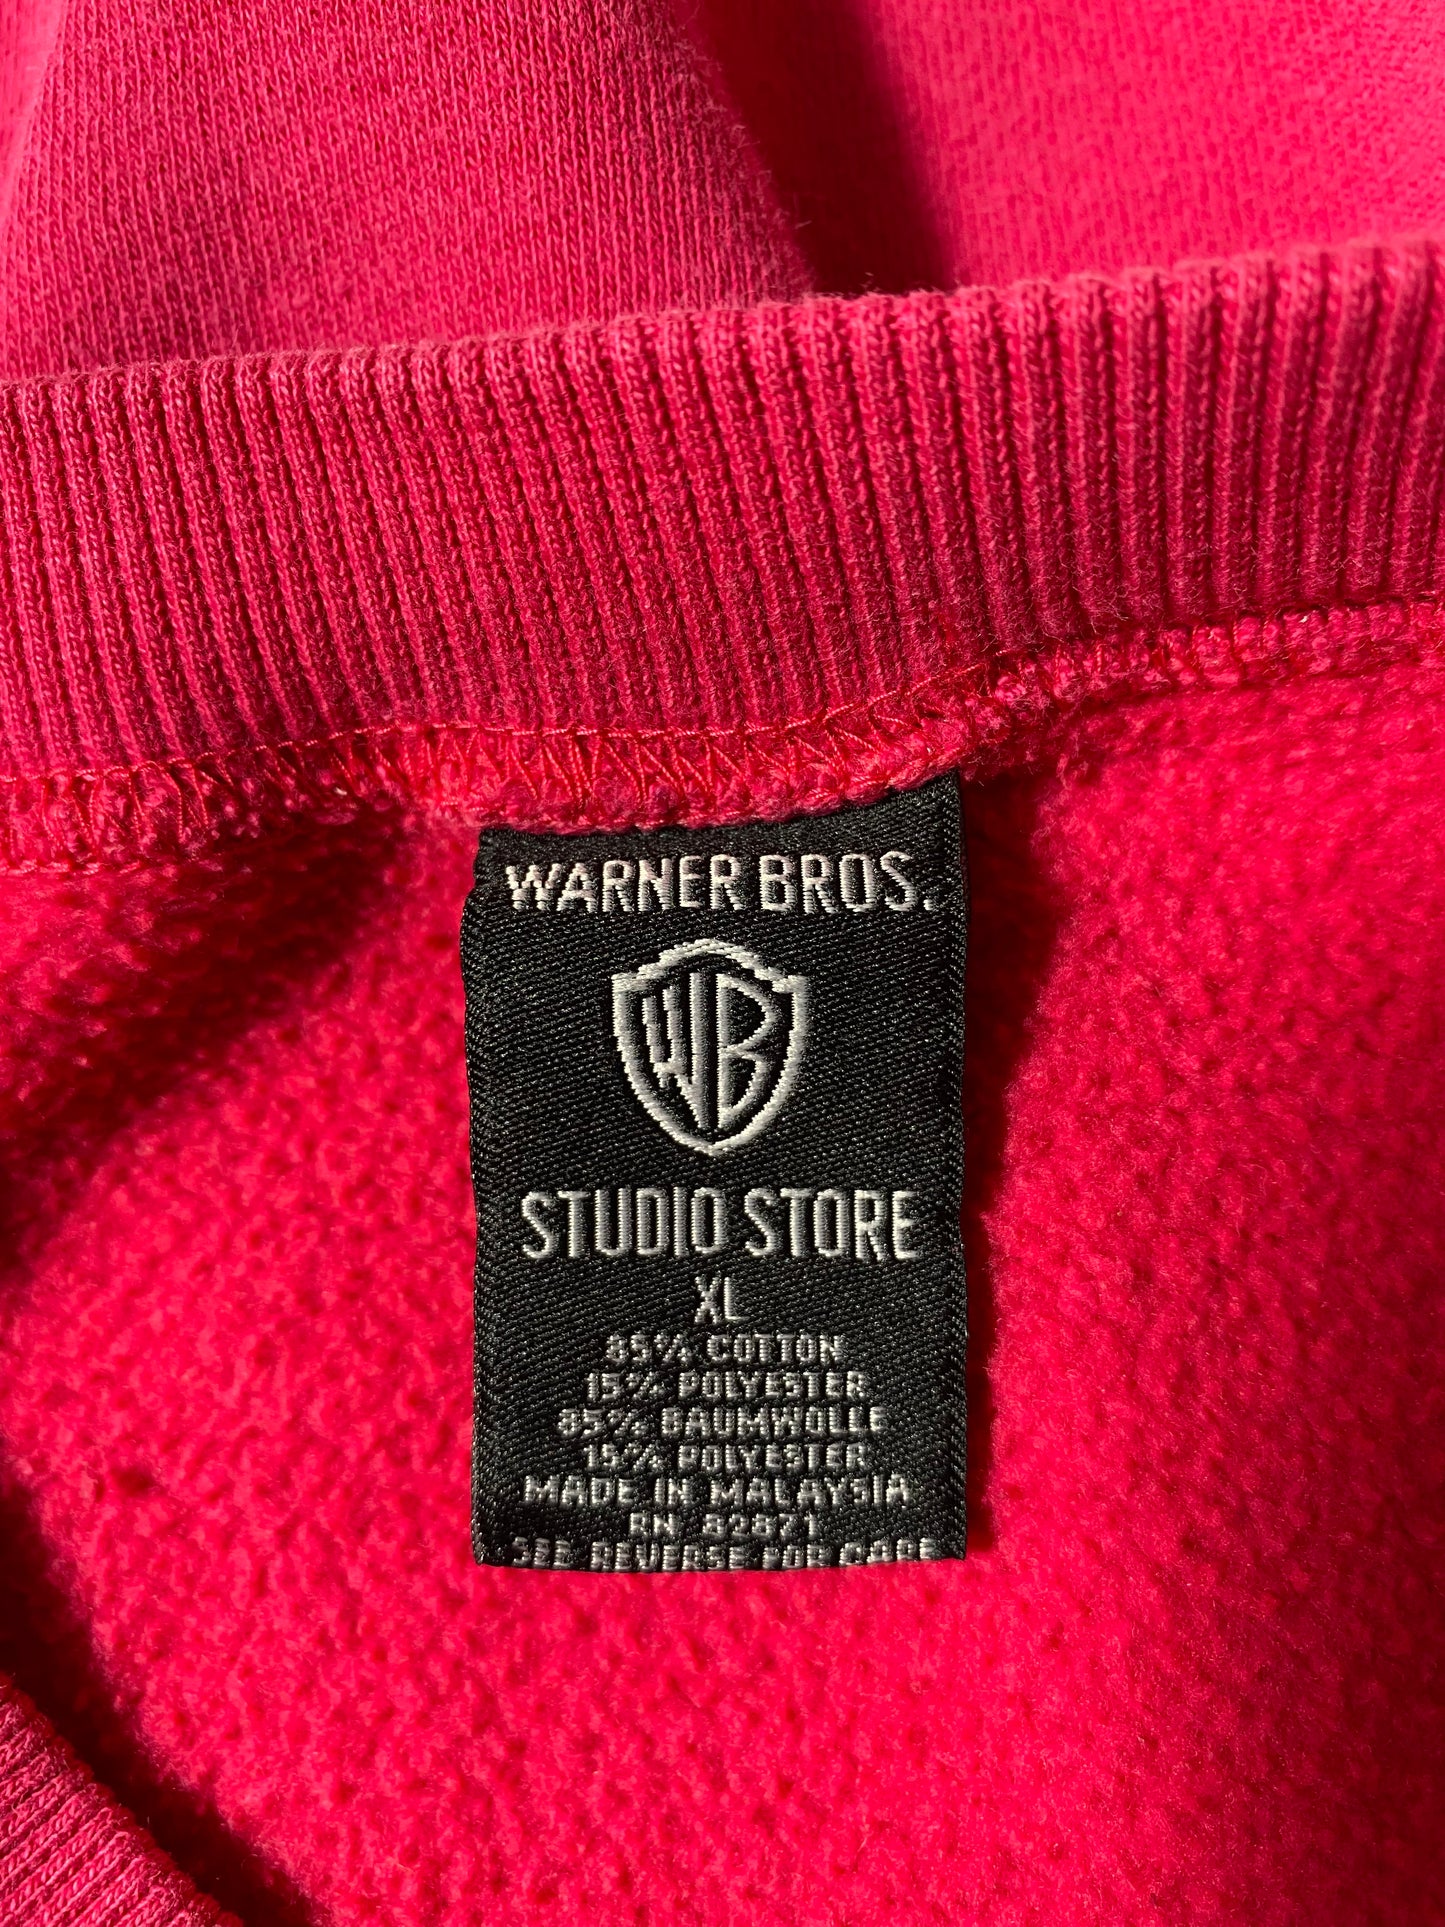 WARNER BROS.
WB
STUDIO STORE
XL
85% COTTON
15% POLYESTER
85% BAUMWOLLE
15% POLYESTER
MADE IN MALAYSIA
RN 82871
SEE REVERSE FOR CARE